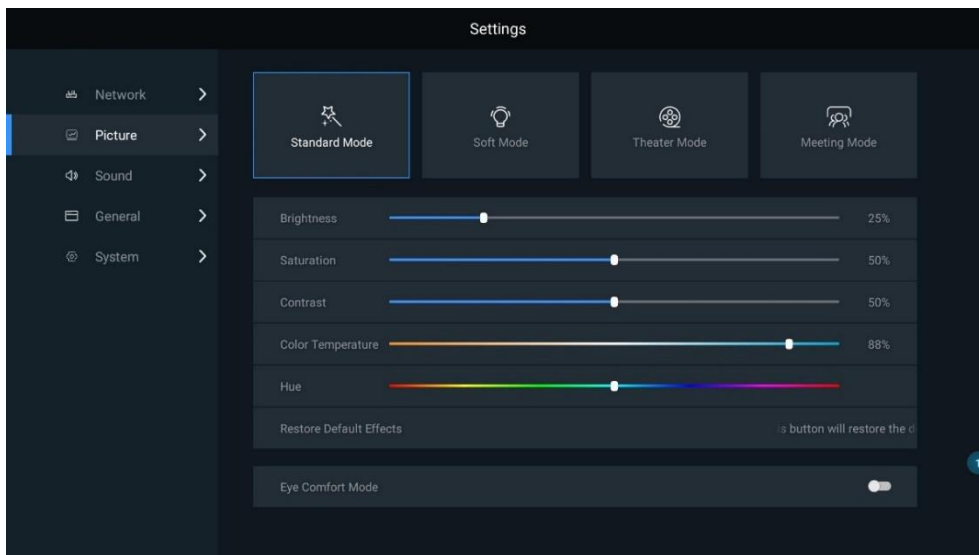 Settings
Network
Picture
Sound
General
System
Standard Mode
Soft Mode
Theater Mode
Meeting Mode
Brightness 25%
Saturation 50%
Contrast 50%
Color Temperature 88%
Hue
Restore Default Effects is button will restore the d
Eye Comfort Mode